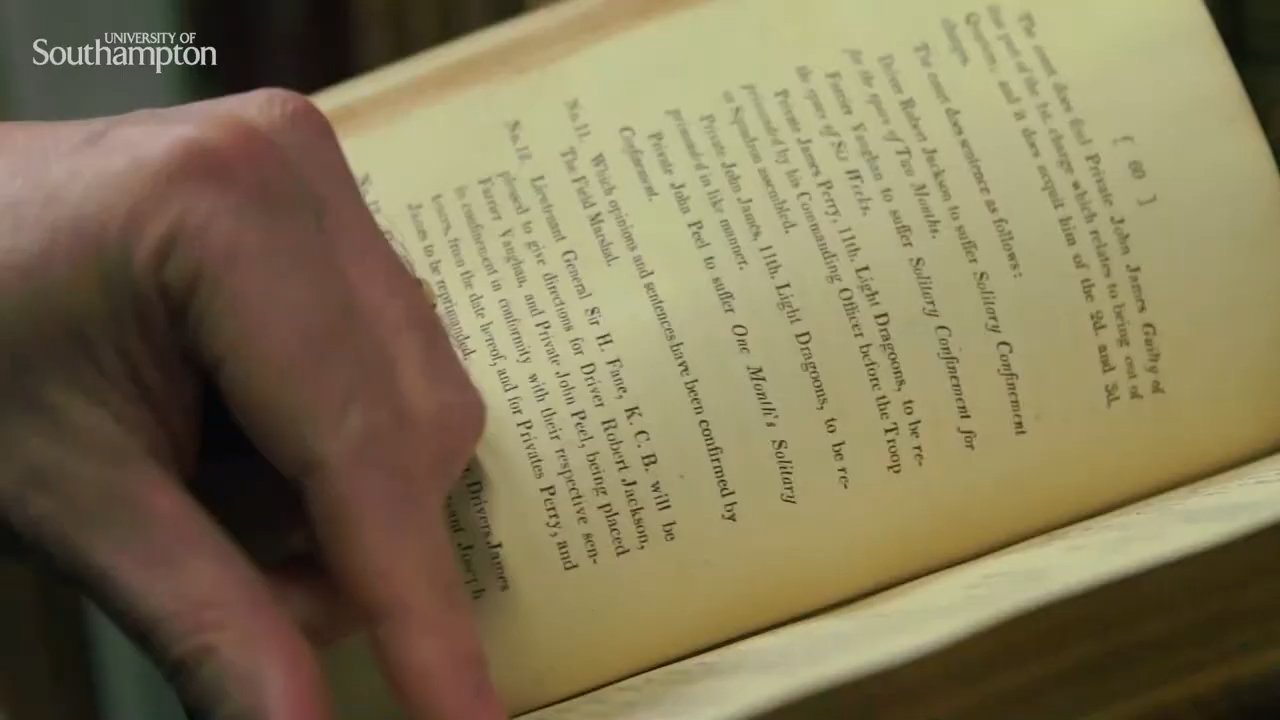 UNIVERSITY OF
Southampton
[ 60 ]
The court does find Private John James Guilty of
that part of the 1st. charge which relates to being out of
Quarters, and it does acquit him of the 2d. and 3d.
charges.
The court does sentence as follows:
Driver Robert Jackson to suffer Solitary Confinement
for the space of Two Months.
Farrier Vaughan to suffer Solitary Confinement for
the space of Six Weeks.
Private James Perry, 11th. Light Dragoons, to be re-
primanded by his Commanding Officer before the Troop
or Squadron assembled.
Private John James, 11th. Light Dragoons, to be re-
primanded in like manner.
Private John Peel to suffer One Month's Solitary
Confinement.
No. 11. Which opinions and sentences have been confirmed by
The Field Marshal.
No. 12. Lieutenant General Sir H. Fane, K. C. B. will be
pleased to give directions for Driver Robert Jackson,
Farrier Vaughan, and Private John Peel, being placed
in confinement in conformity with their respective sen-
tences, from the date hereof, and for Privates Perry, and
James to be reprimanded.
Drivers James
Joseph